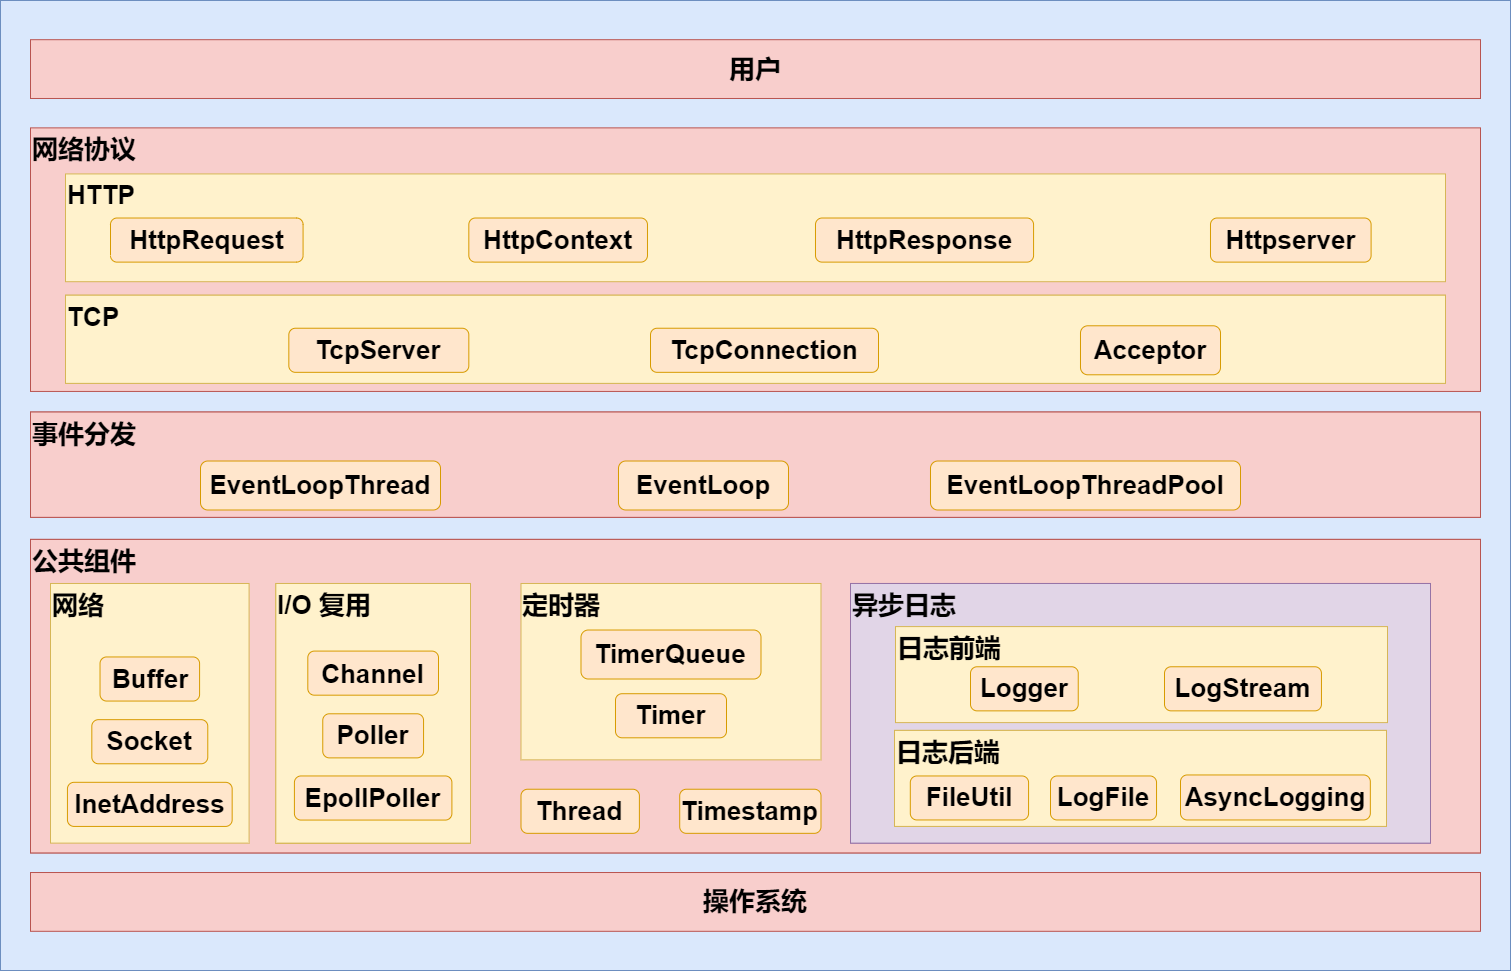 用户
网络协议
HTTP
HttpRequest
HttpContext
HttpResponse
Httpserver
TCP
TcpServer
TcpConnection
Acceptor
事件分发
EventLoopThread
EventLoop
EventLoopThreadPool
公共组件
网络
Buffer
Socket
InetAddress
I/O 复用
Channel
Poller
EpollPoller
定时器
TimerQueue
Timer
Thread
Timestamp
异步日志
日志前端
Logger
LogStream
日志后端
FileUtil
LogFile
AsyncLogging
操作系统